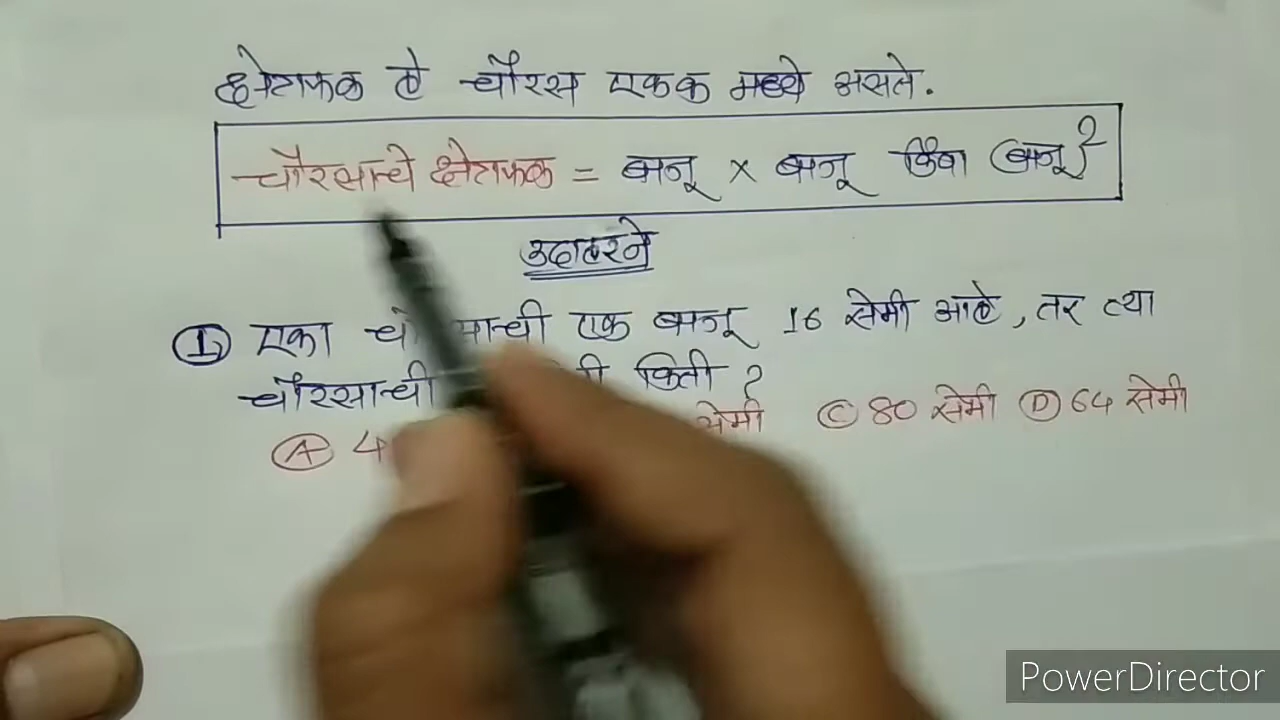 क्षेत्रफळ हे चौरस एकक मध्ये असते.
चौरसाचे क्षेत्रफळ = बाजू × बाजू किंवा (बाजू)²
उदाहरने
① एका एक बाजू 16 सेमी आहे, तर त्या
चौरसाची किती ?
Ⓐ 4 सेमी Ⓒ 80 सेमी Ⓓ 64 सेमी
PowerDirector